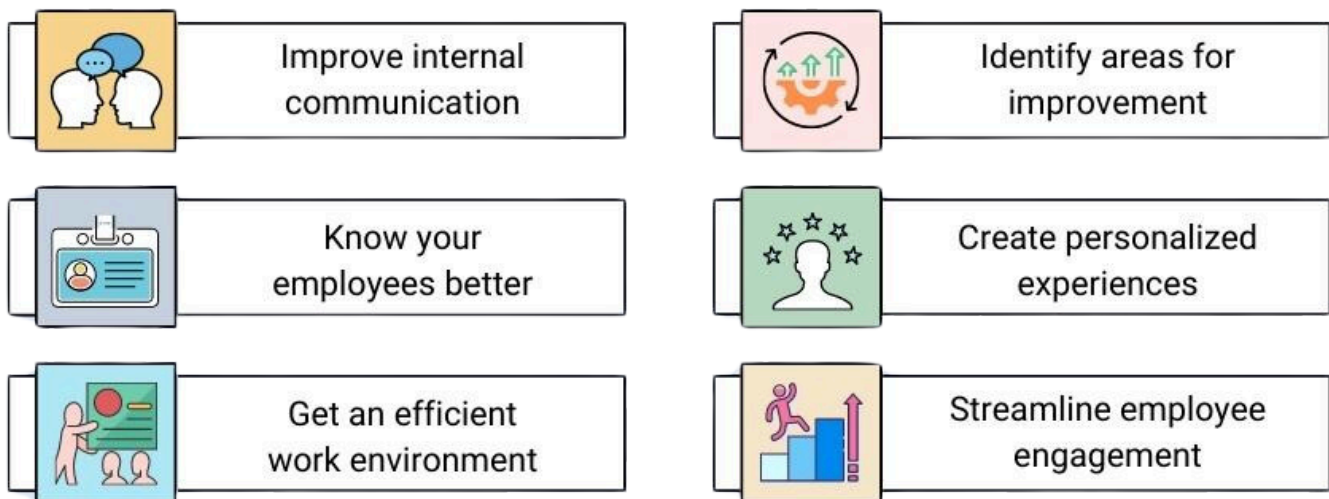 Improve internal
communication
Identify areas for
improvement
Know your
employees better
Create personalized
experiences
Get an efficient
work environment
Streamline employee
engagement